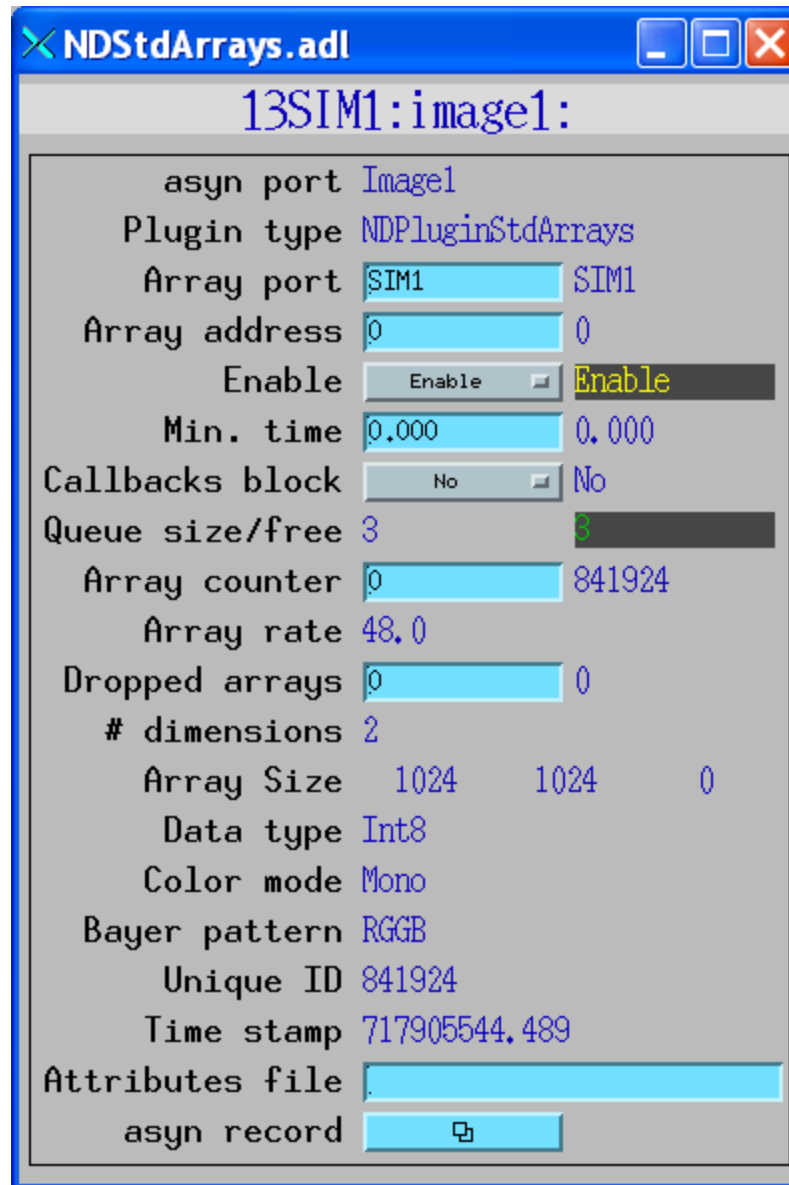 NDStdArrays.adl
13SIM1:image1:
asyn port Image1
Plugin type NDPluginStdArrays
Array port SIM1 SIM1
Array address 0 0
Enable Enable Enable
Min. time 0.000 0.000
Callbacks block No No
Queue size/free 3 3
Array counter 0 841924
Array rate 48.0
Dropped arrays 0 0
# dimensions 2
Array Size 1024 1024 0
Data type Int8
Color mode Mono
Bayer pattern RGGB
Unique ID 841924
Time stamp 717905544.489
Attributes file
asyn record